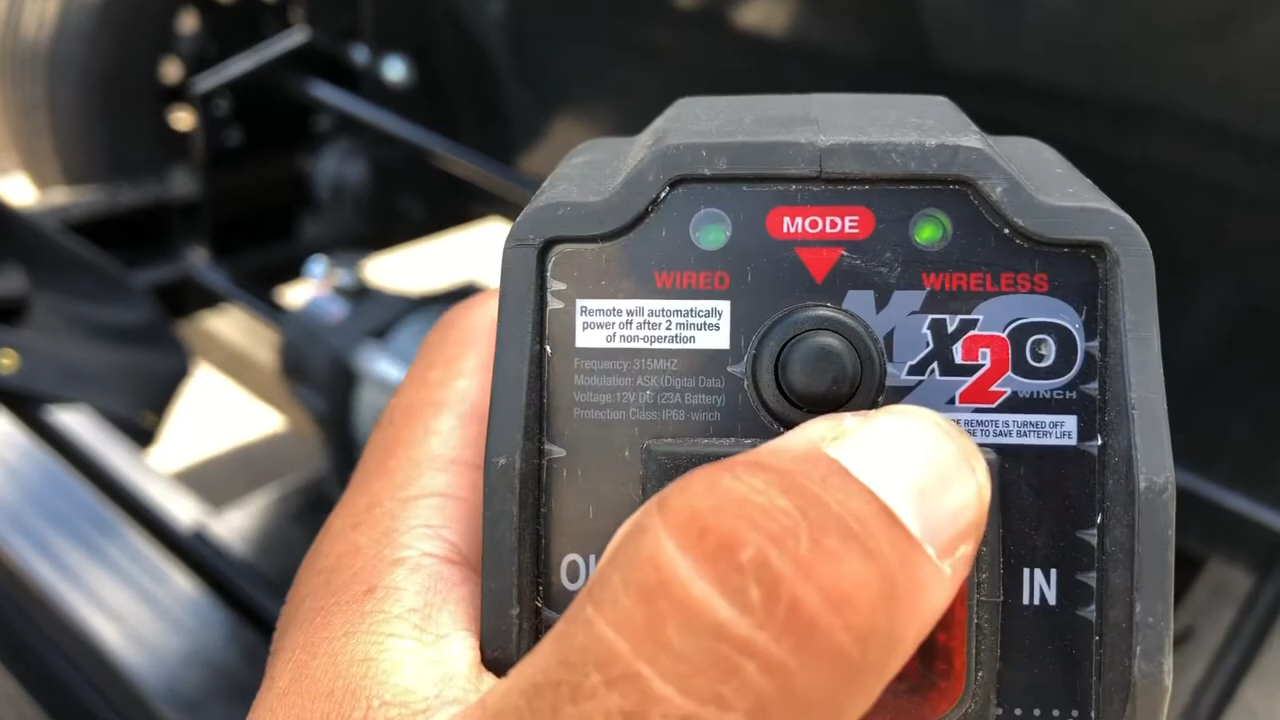 MODE
WIRED
WIRELESS
Remote will automatically
power off after 2 minutes
of non-operation
Frequency: 315MHZ
Modulation: ASK (Digital Data)
Voltage: 12V DC (23A Battery)
Protection Class: IP68 -winch
X2O
WINCH
REMOTE IS TURNED OFF
TO SAVE BATTERY LIFE
IN